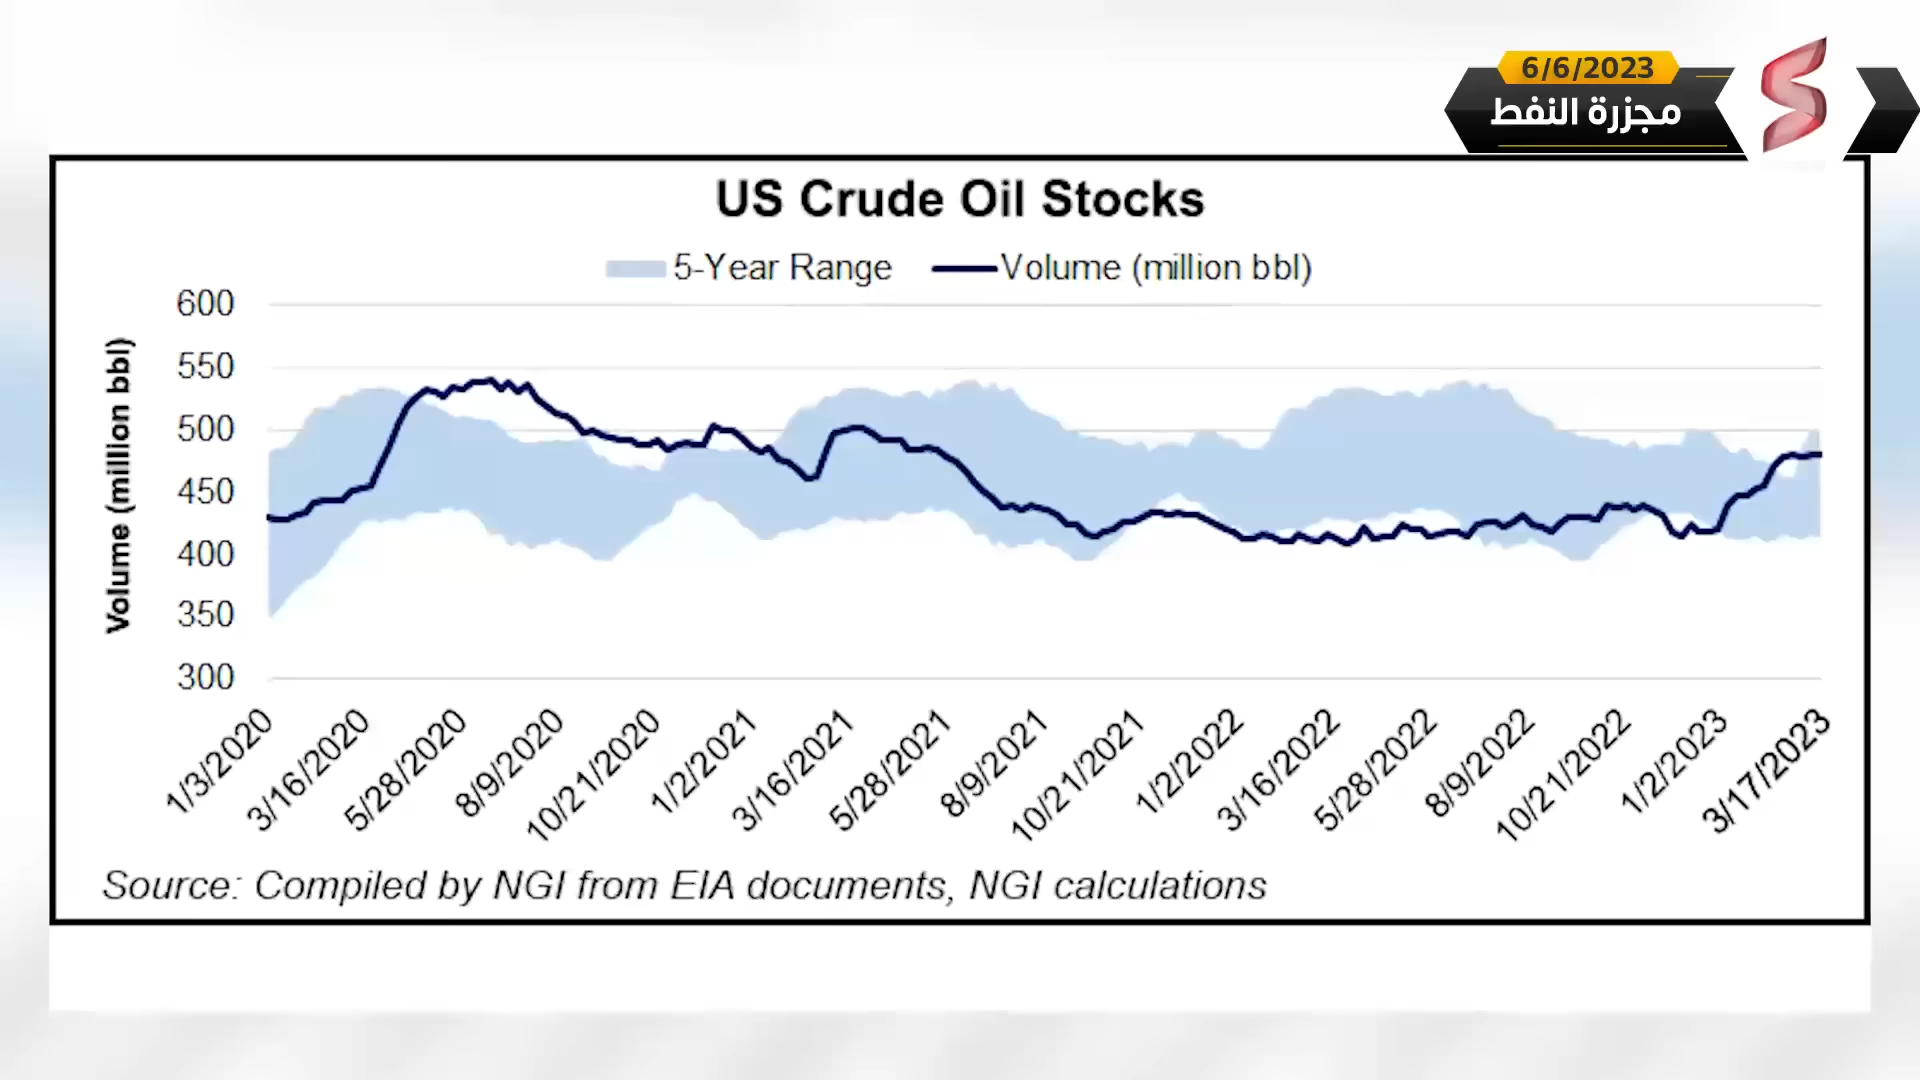 6/6/2023
مجزرة النفط
US Crude Oil Stocks
5-Year Range Volume (million bbl)
Volume (million bbl)
600
550
500
450
400
350
300
1/3/2020 3/16/2020 5/28/2020 8/9/2020 10/21/2020 1/2/2021 3/16/2021 5/28/2021 8/9/2021 10/21/2021 1/2/2022 3/16/2022 5/28/2022 8/9/2022 10/21/2022 1/2/2023 3/17/2023
Source: Compiled by NGI from EIA documents, NGI calculations